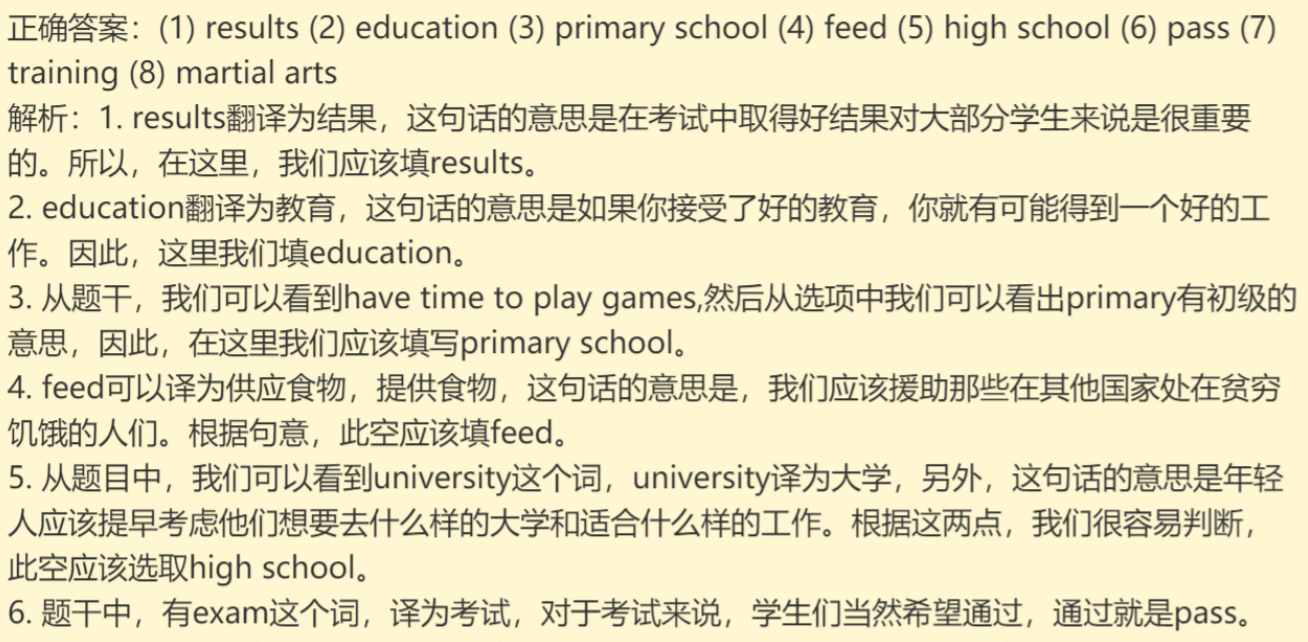 正确答案：(1) results (2) education (3) primary school (4) feed (5) high school (6) pass (7)
training (8) martial arts
解析：1. results翻译为结果，这句话的意思是在考试中取得好结果对大部分学生来说是很重要
的。所以，在这里，我们应该填results。
2. education翻译为教育，这句话的意思是如果你接受了好的教育，你就有可能得到一个好的工
作。因此，这里我们填education。
3. 从题干，我们可以看到have time to play games,然后从选项中我们可以看出primary有初级的
意思，因此，在这里我们应该填写primary school。
4. feed可以译为供应食物，提供食物，这句话的意思是，我们应该援助那些在其他国家处在贫穷
饥饿的人们。根据句意，此空应该填feed。
5. 从题目中，我们可以看到university这个词，university译为大学，另外，这句话的意思是年轻
人应该提早考虑他们想要去什么样的大学和适合什么样的工作。根据这两点，我们很容易判断，
此空应该选取high school。
6. 题干中，有exam这个词，译为考试，对于考试来说，学生们当然希望通过，通过就是pass。